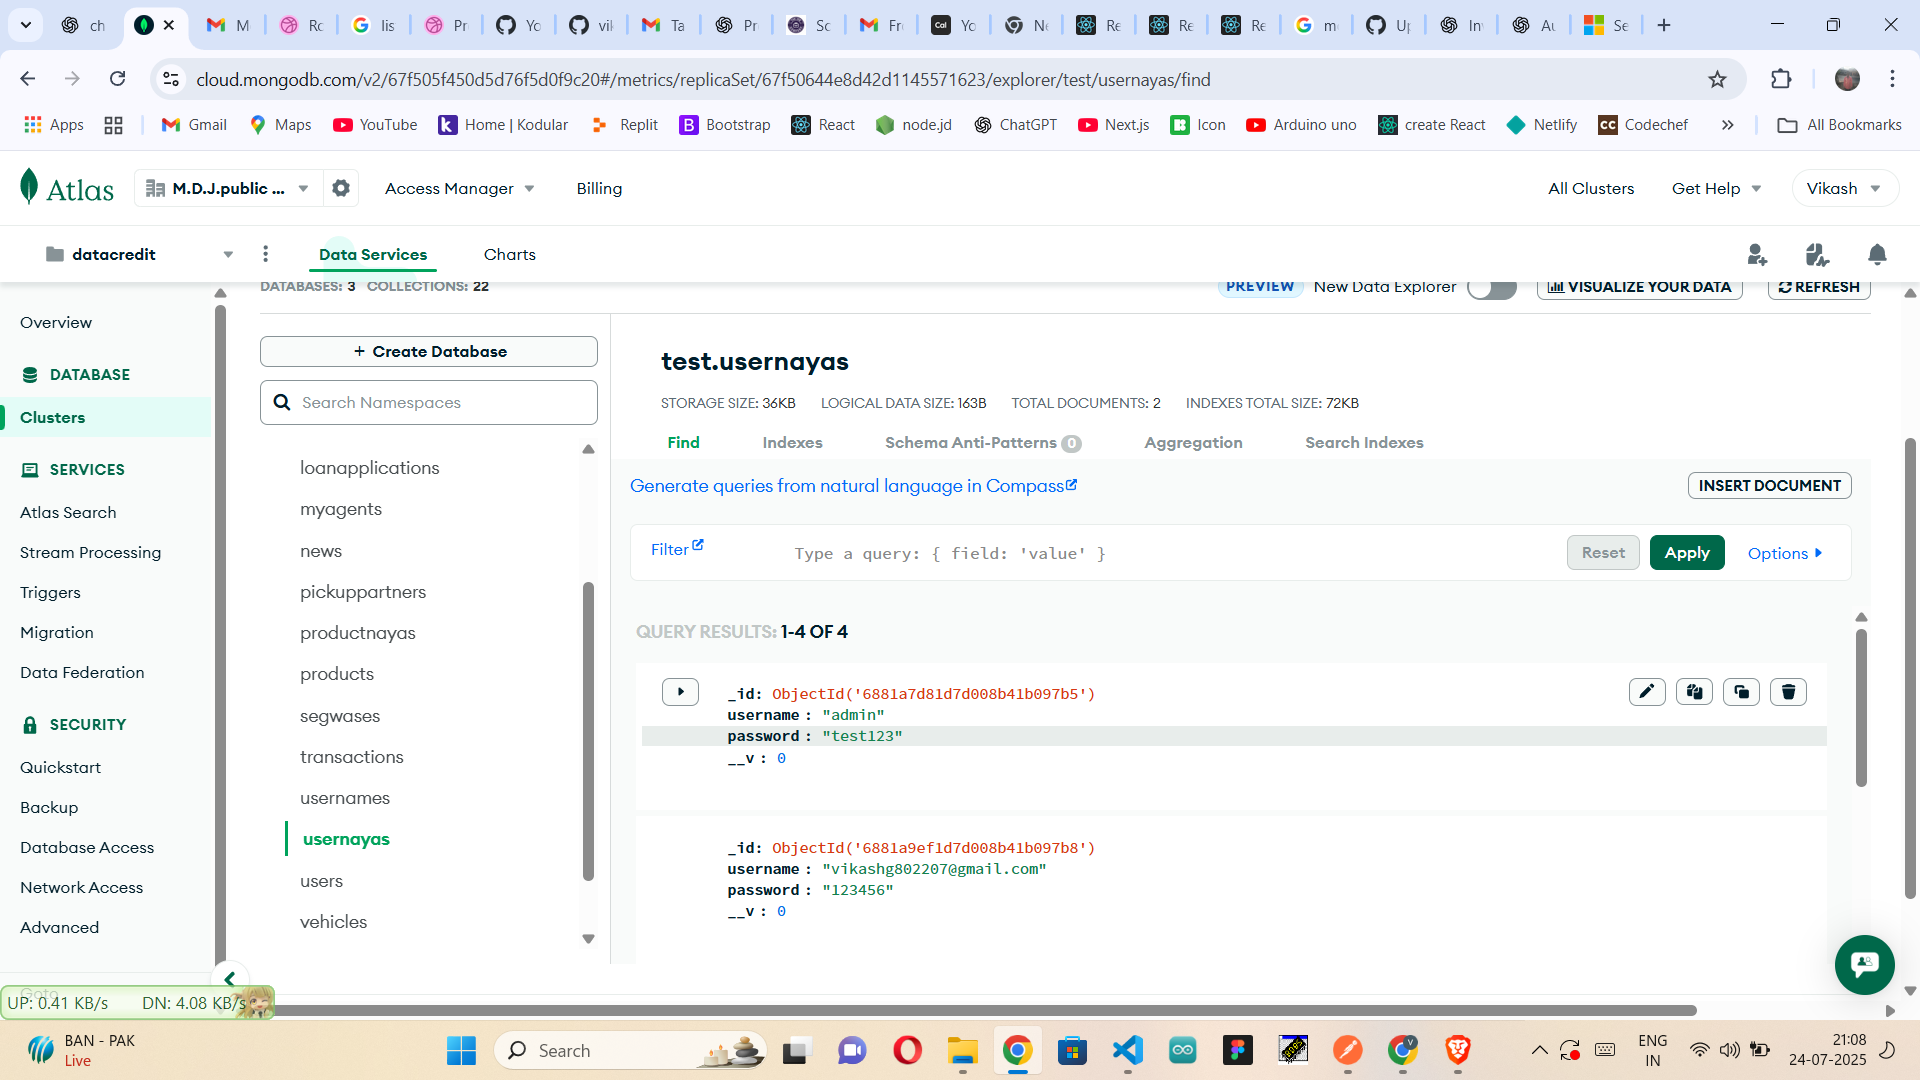 ch
M
Ro
lis
Pr
Yo
vik
Ta
Pr
Sc
Fr
Cal
Yo
Ne
Re
Re
Re
m
Up
In
Au
Se
cloud.mongodb.com/v2/67f505f450d5d76f5d0f9c20#/metrics/replicaSet/67f50644e8d42d1145571623/explorer/test/usernayas/find
Apps
Gmail
Maps
YouTube
Home | Kodular
Replit
Bootstrap
React
node.jd
ChatGPT
Next.js
Icon
Arduino uno
create React
Netlify
CC Codechef
All Bookmarks
Atlas
M.D.J.public ...
Access Manager
Billing
All Clusters
Get Help
Vikash
datacredit
Data Services
Charts
DATABASES: 3 COLLECTIONS: 22
PREVIEW New Data Explorer
VISUALIZE YOUR DATA
REFRESH
Overview
DATABASE
Clusters
SERVICES
Atlas Search
Stream Processing
Triggers
Migration
Data Federation
SECURITY
Quickstart
Backup
Database Access
Network Access
Advanced
Goto
+ Create Database
Search Namespaces
loanapplications
myagents
news
pickuppartners
productnayas
products
segwases
transactions
usernames
usernayas
users
vehicles
test.usernayas
STORAGE SIZE: 36KB LOGICAL DATA SIZE: 163B TOTAL DOCUMENTS: 2 INDEXES TOTAL SIZE: 72KB
Find
Indexes
Schema Anti-Patterns 0
Aggregation
Search Indexes
Generate queries from natural language in Compass
INSERT DOCUMENT
Filter
Type a query: { field: 'value' }
Reset
Apply
Options
QUERY RESULTS: 1-4 OF 4
_id: ObjectId('6881a7d81d7d008b41b097b5')
username : "admin"
password : "test123"
__v : 0
_id: ObjectId('6881a9ef1d7d008b41b097b8')
username : "vikashg802207@gmail.com"
password : "123456"
__v : 0
UP: 0.41 KB/s DN: 4.08 KB/s
BAN - PAK
Live
Search
ENG
IN
21:08
24-07-2025